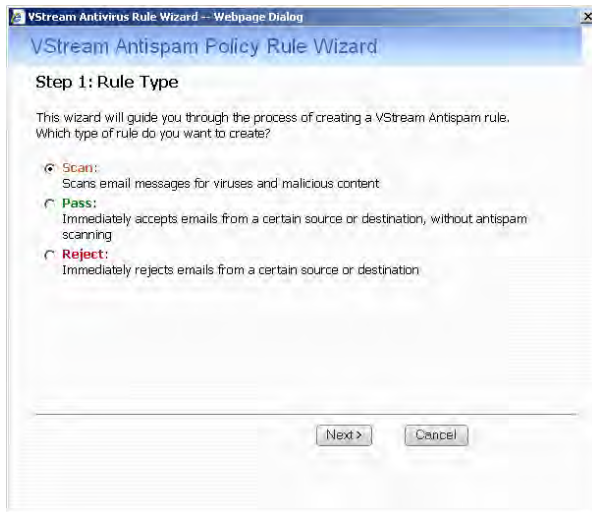 VStream Antivirus Rule Wizard -- Webpage Dialog
VStream Antispam Policy Rule Wizard
Step 1: Rule Type
This wizard will guide you through the process of creating a VStream Antispam rule.
Which type of rule do you want to create?
Scan:
Scans email messages for viruses and malicious content
Pass:
Immediately accepts emails from a certain source or destination, without antispam
scanning
Reject:
Immediately rejects emails from a certain source or destination
Next >
Cancel